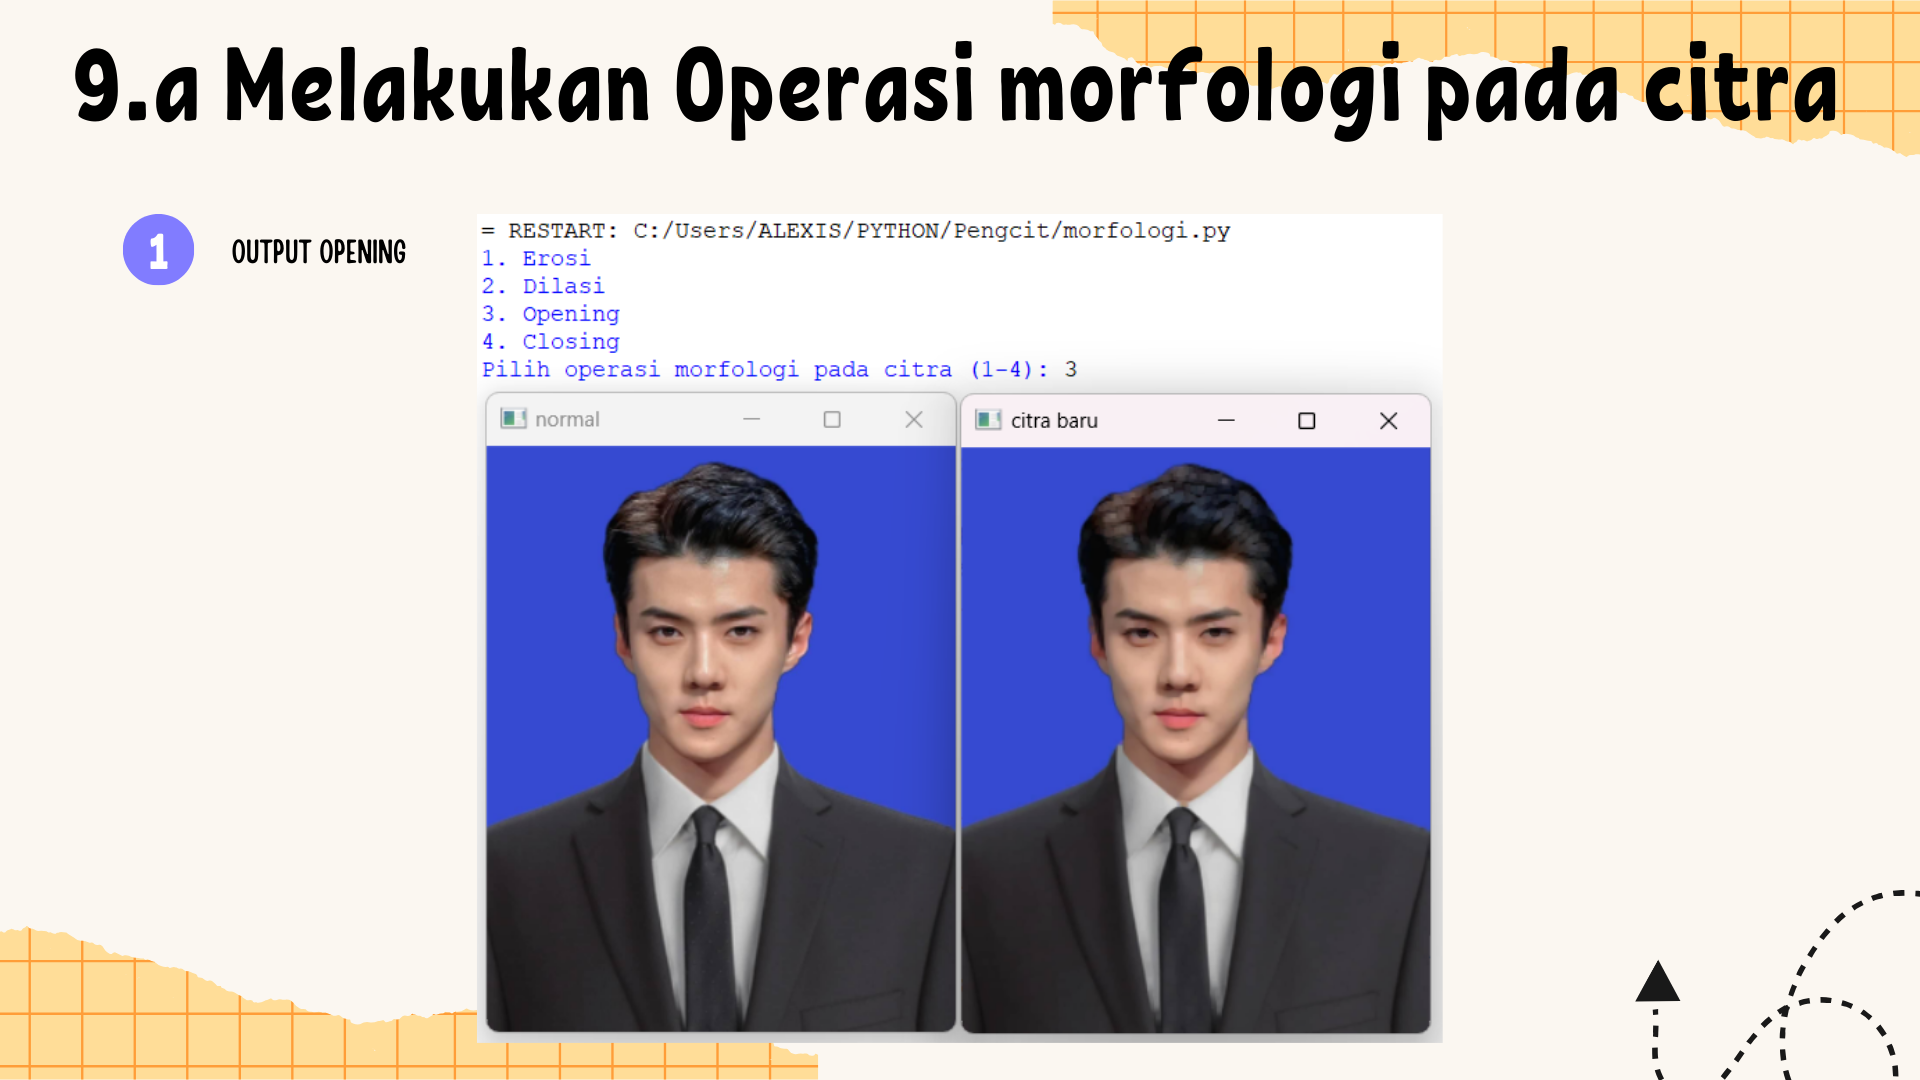 9.a Melakukan Operasi morfologi pada citra
1
OUTPUT OPENING
= RESTART: C:/Users/ALEXIS/PYTHON/Pengcit/morfologi.py
1. Erosi
2. Dilasi
3. Opening
4. Closing
Pilih operasi morfologi pada citra (1-4): 3
normal
citra baru